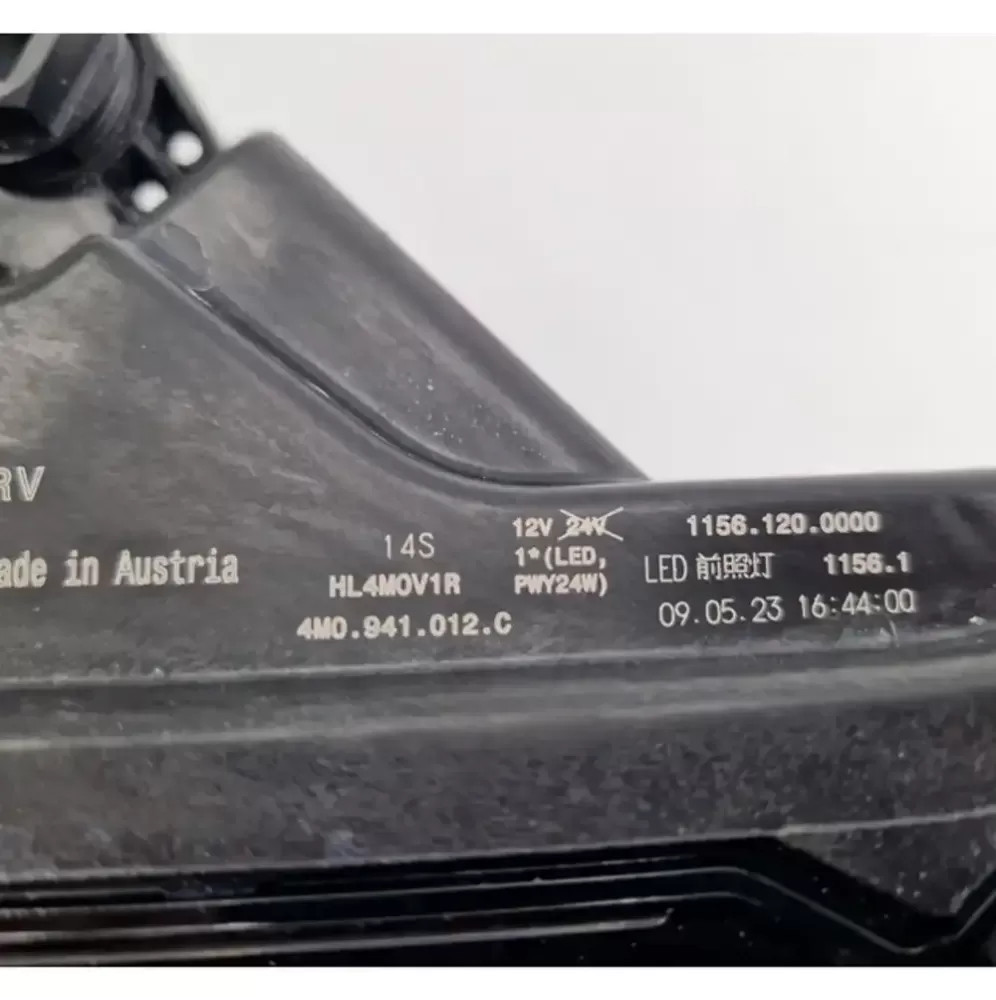 RV
ade in Austria
14S
HL4M0V1R
4M0.941.012.C
12V 24V
1*(LED,
PWY24W)
1156.120.0000
LED 前照灯 1156.1
09.05.23 16:44:00